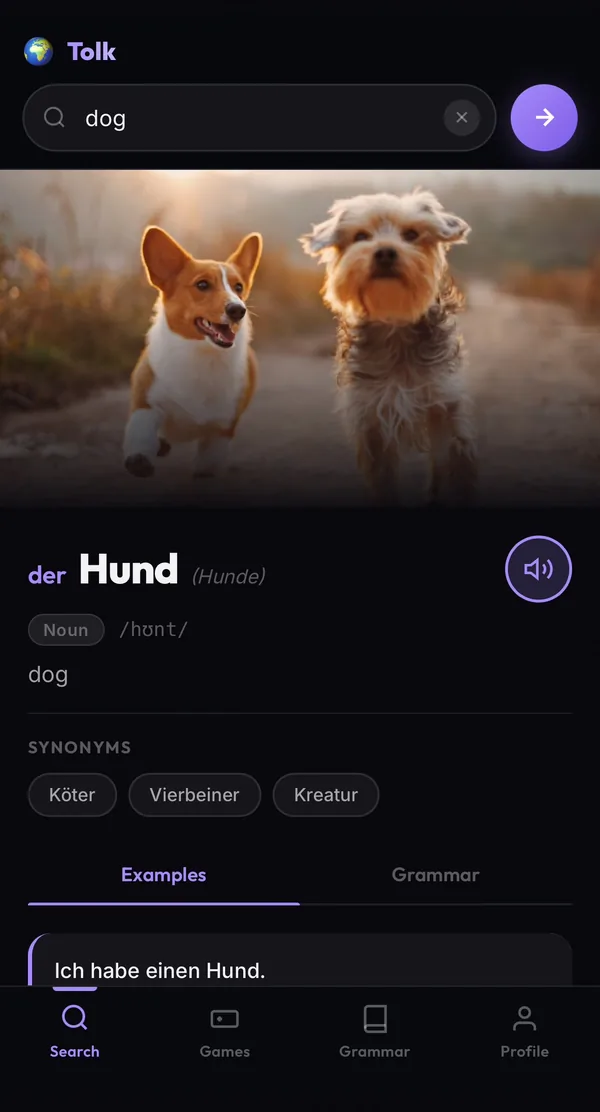 Tolk
dog
der Hund (Hunde)
Noun /hʊnt/
dog
SYNONYMS
Köter Vierbeiner Kreatur
Examples Grammar
Ich habe einen Hund.
Search Games Grammar Profile